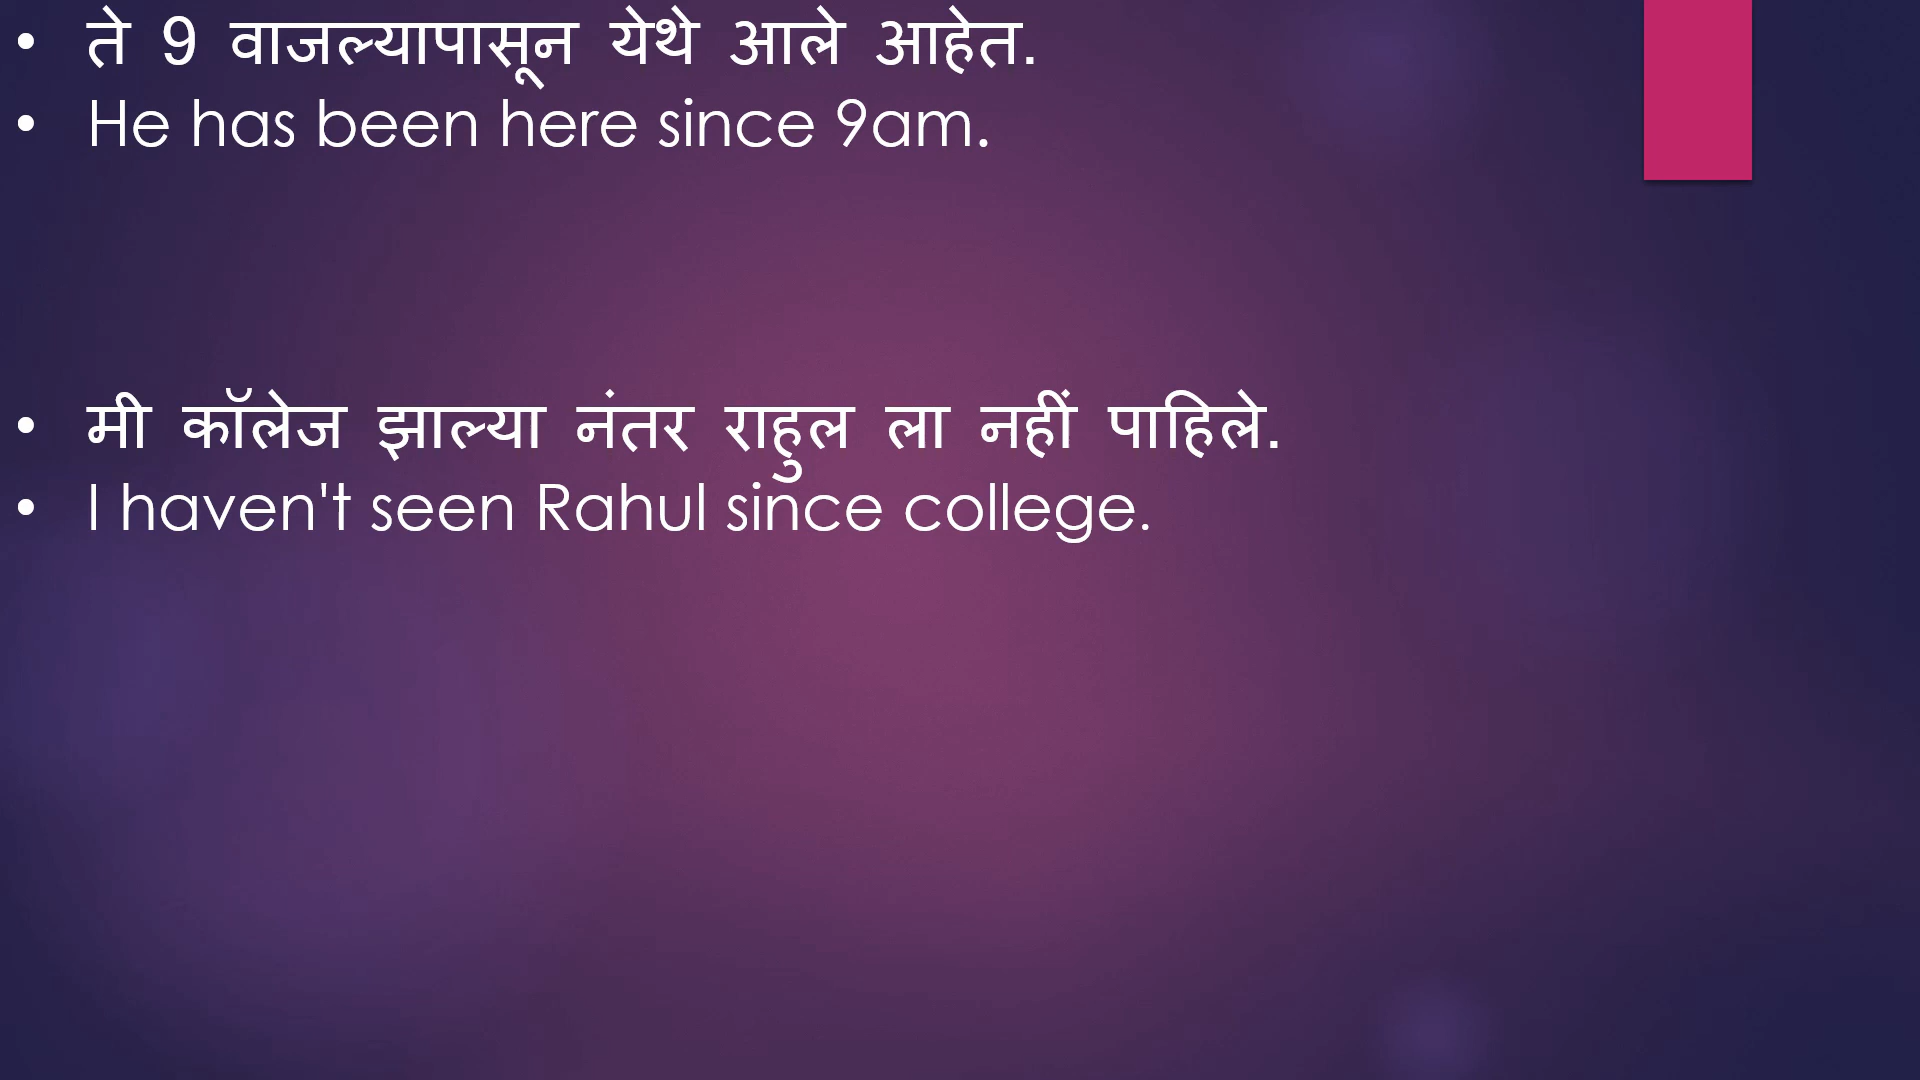 • ते 9 वाजल्यापासून येथे आले आहेत.
• He has been here since 9am.
• मी कॉलेज झाल्या नंतर राहुल ला नहीं पाहिले.
• I haven't seen Rahul since college.